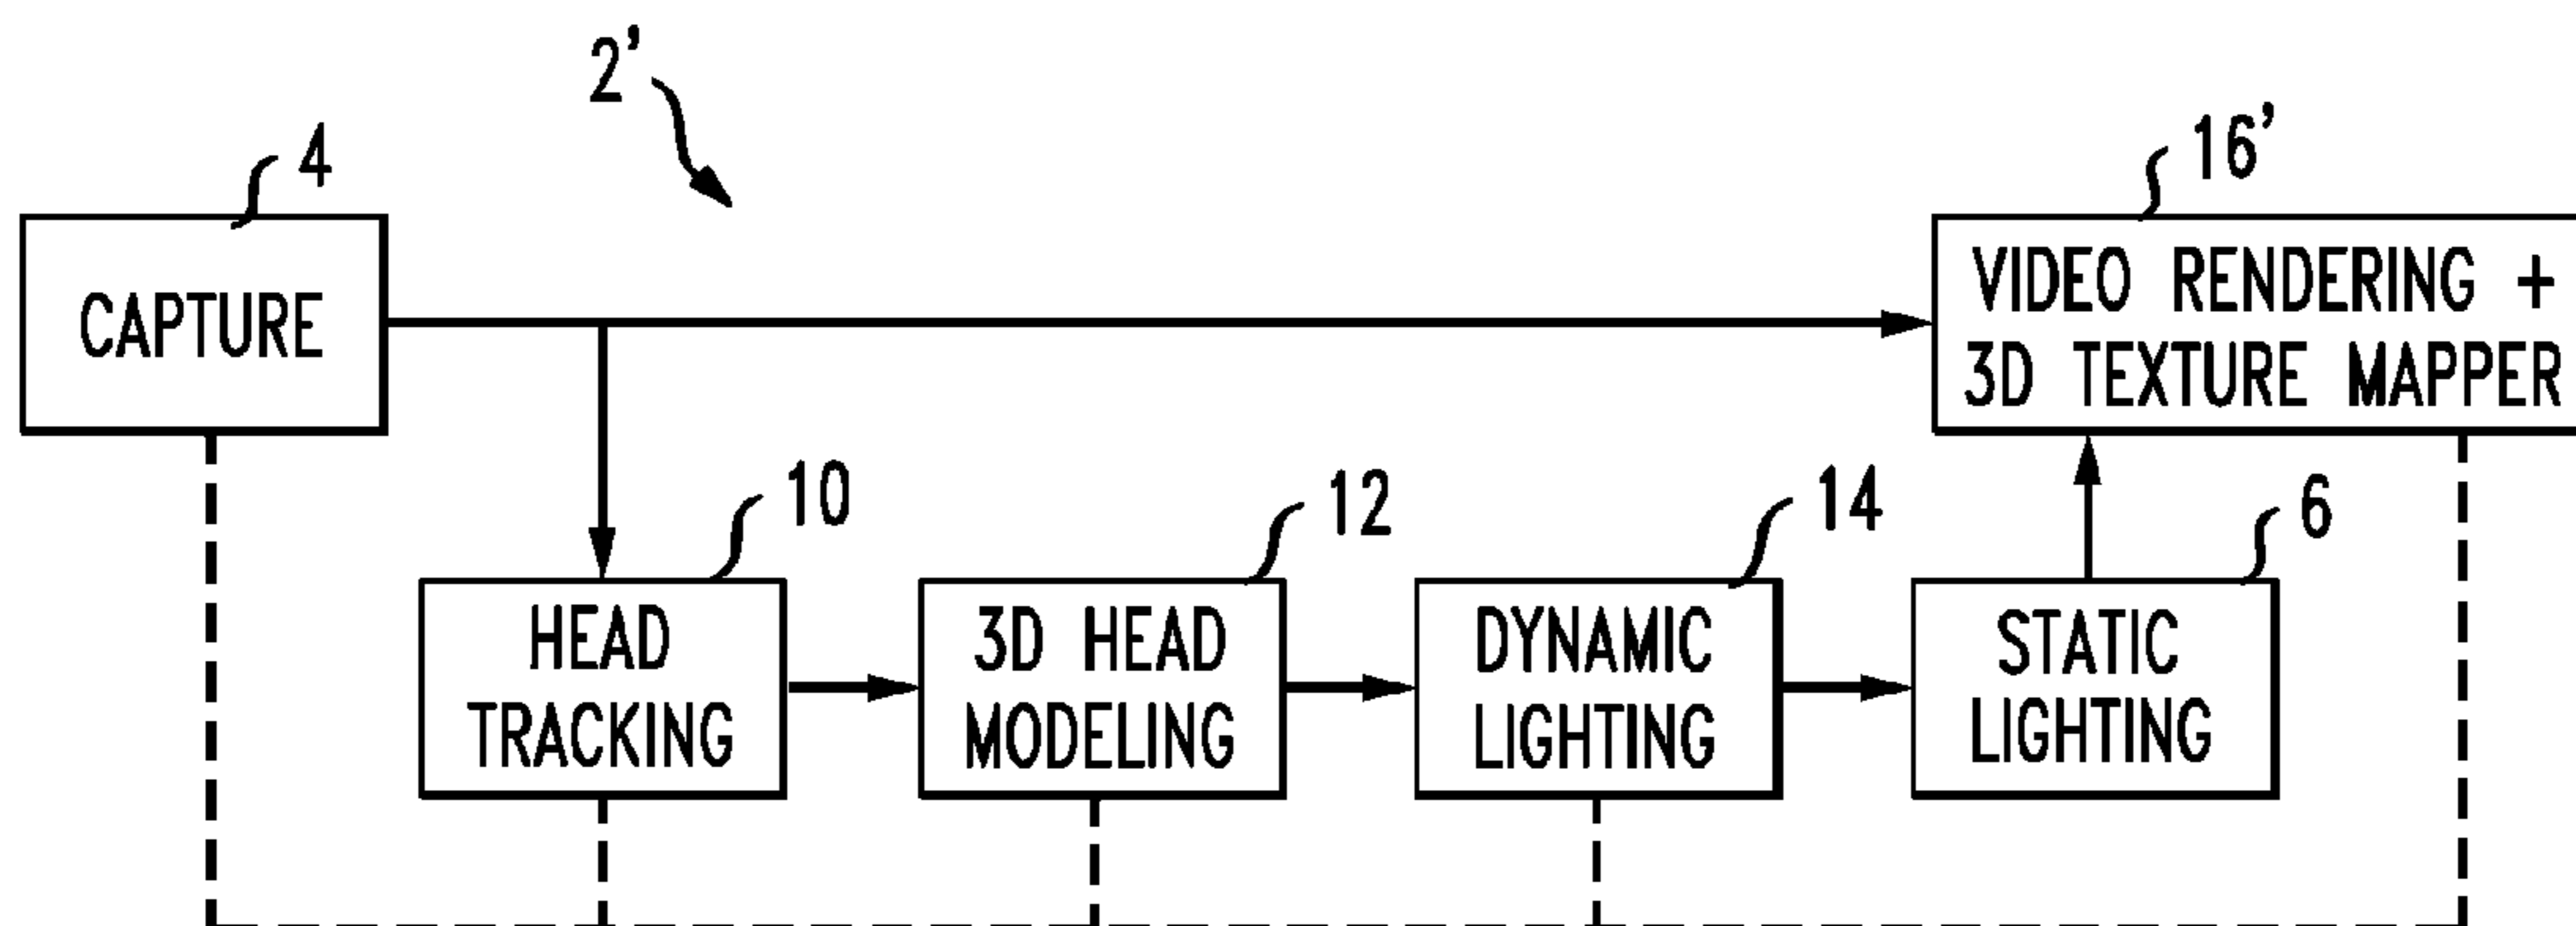 2’
4
16’
CAPTURE
VIDEO RENDERING +
3D TEXTURE MAPPER
10
12
14
6
HEAD
TRACKING
3D HEAD
MODELING
DYNAMIC
LIGHTING
STATIC
LIGHTING